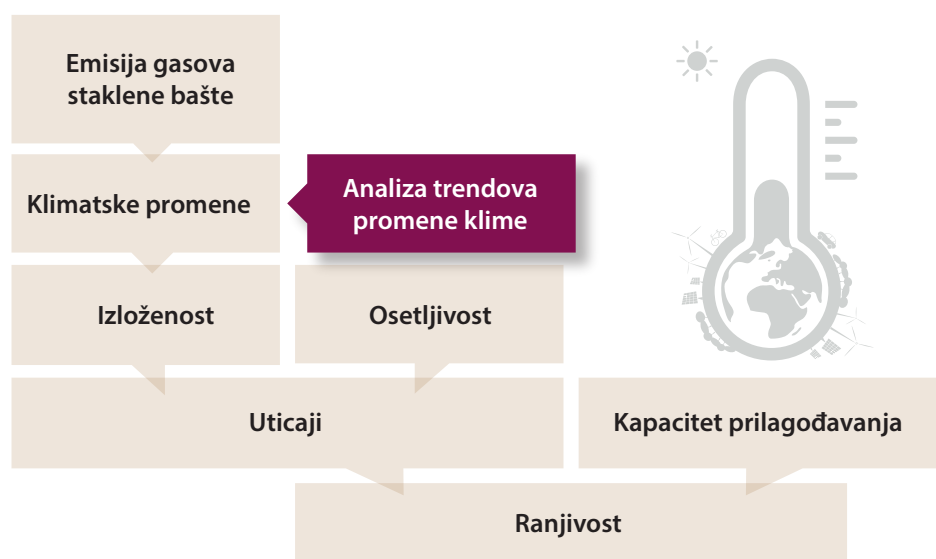 Emisija gasova
staklene bašte
Klimatske promene
Analiza trendova
promene klime
Izloženost
Osetljivost
Uticaji
Kapacitet prilagođavanja
Ranjivost